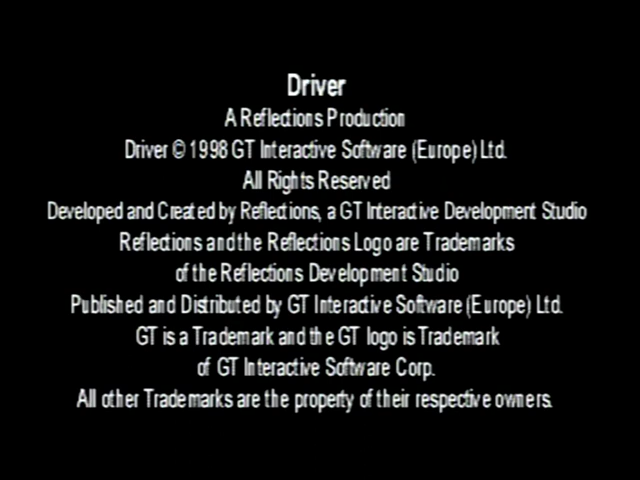 Driver
A Reflections Production
Driver © 1998 GT Interactive Software (Europe) Ltd.
All Rights Reserved
Developed and Created by Reflections, a GT Interactive Development Studio
Reflections and the Reflections Logo are Trademarks
of the Reflections Development Studio
Published and Distributed by GT Interactive Software (Europe) Ltd.
GT is a Trademark and the GT logo is Trademark
of GT Interactive Software Corp.
All other Trademarks are the property of their respective owners.